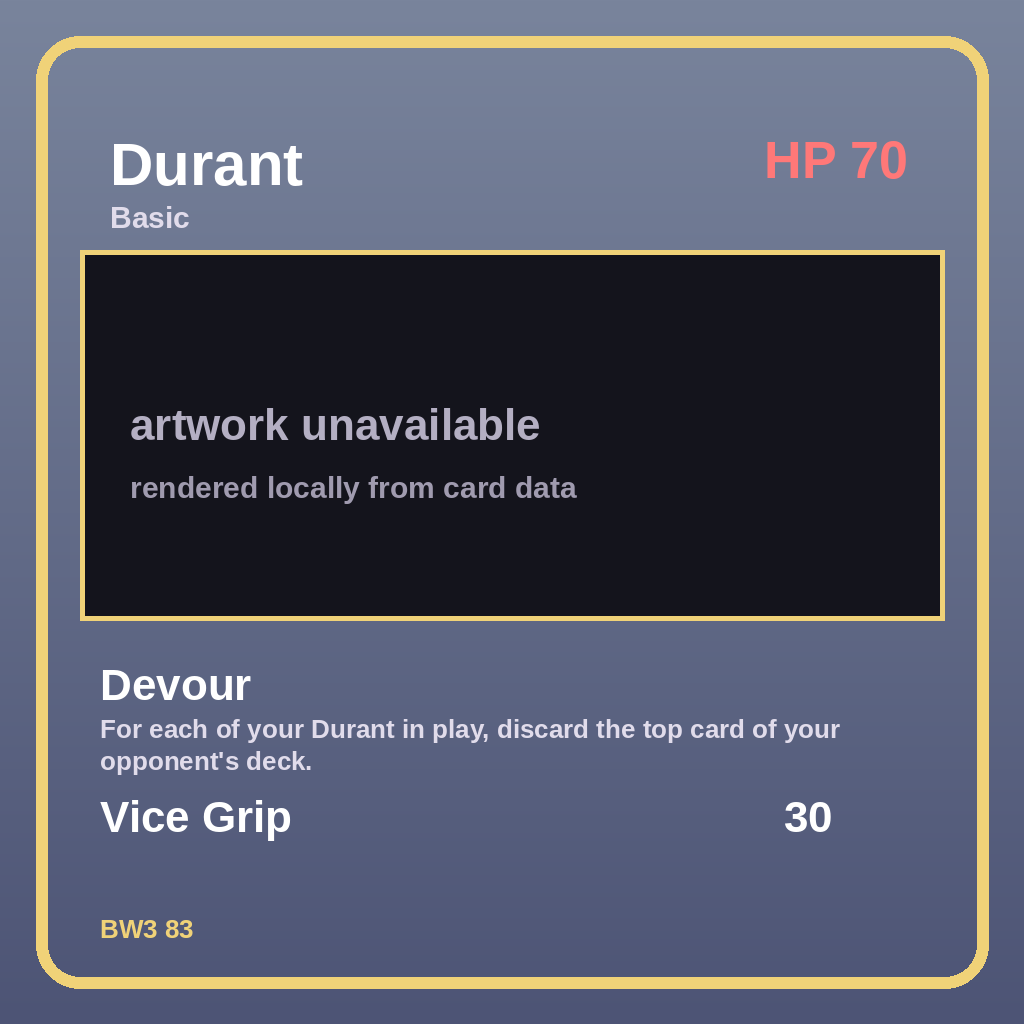 Durant
HP 70
Basic
artwork unavailable
rendered locally from card data
Devour
For each of your Durant in play, discard the top card of your
opponent's deck.
Vice Grip 30
BW3 83